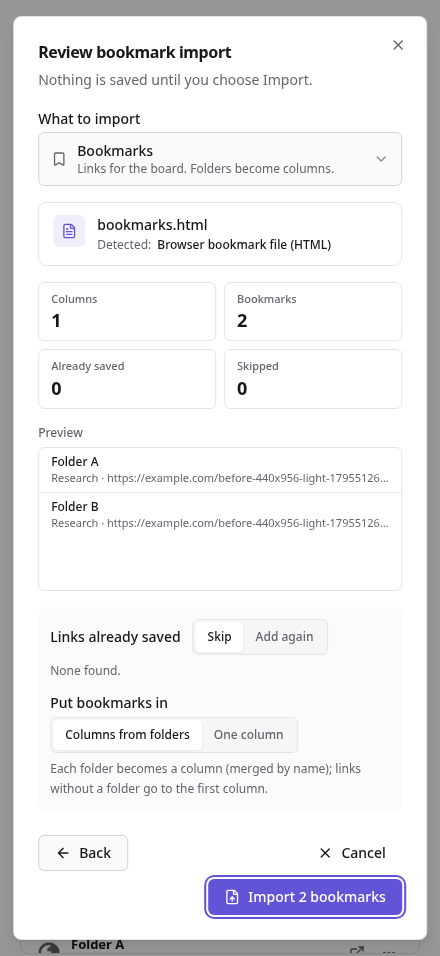 Review bookmark import
Nothing is saved until you choose Import.
What to import
Bookmarks
Links for the board. Folders become columns.
bookmarks.html
Detected: Browser bookmark file (HTML)
Columns
1
Bookmarks
2
Already saved
0
Skipped
0
Preview
Folder A
Research · https://example.com/before-440x956-light-17955126...
Folder B
Research · https://example.com/before-440x956-light-17955126...
Links already saved
Skip
Add again
None found.
Put bookmarks in
Columns from folders
One column
Each folder becomes a column (merged by name); links
without a folder go to the first column.
Back
Cancel
Import 2 bookmarks
Folder A